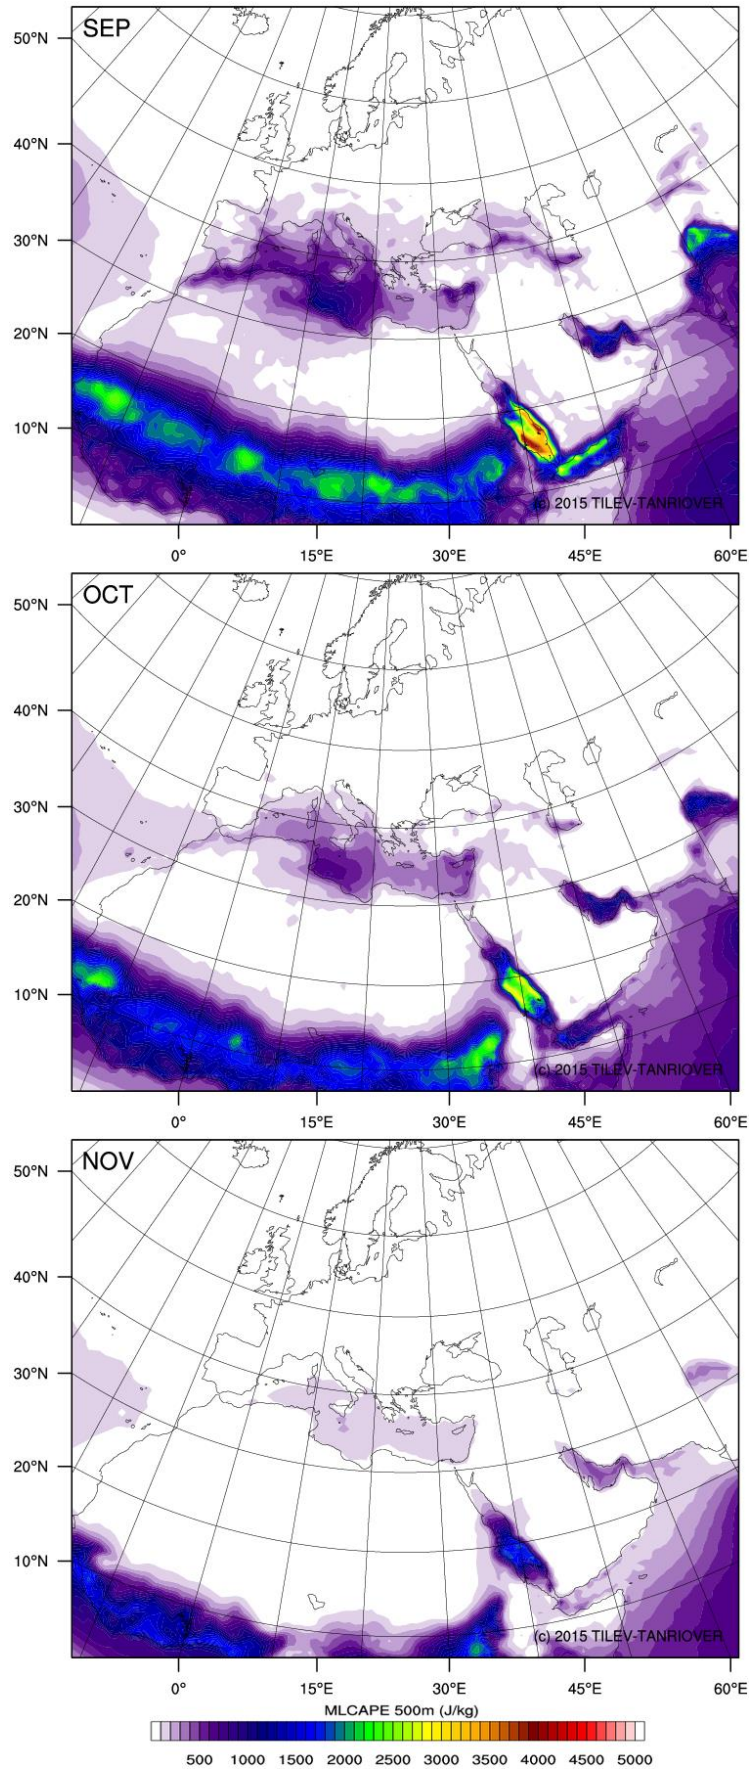 SEP
50°N
40°N
30°N
20°N
10°N
(c) 2015 TILEV-TANRIOVER
0° 15°E 30°E 45°E 60°E
OCT
50°N
40°N
30°N
20°N
10°N
(c) 2015 TILEV-TANRIOVER
0° 15°E 30°E 45°E 60°E
NOV
50°N
40°N
30°N
20°N
10°N
(c) 2015 TILEV-TANRIOVER
0° 15°E 30°E 45°E 60°E
MLCAPE 500m (J/kg)
500 1000 1500 2000 2500 3000 3500 4000 4500 5000